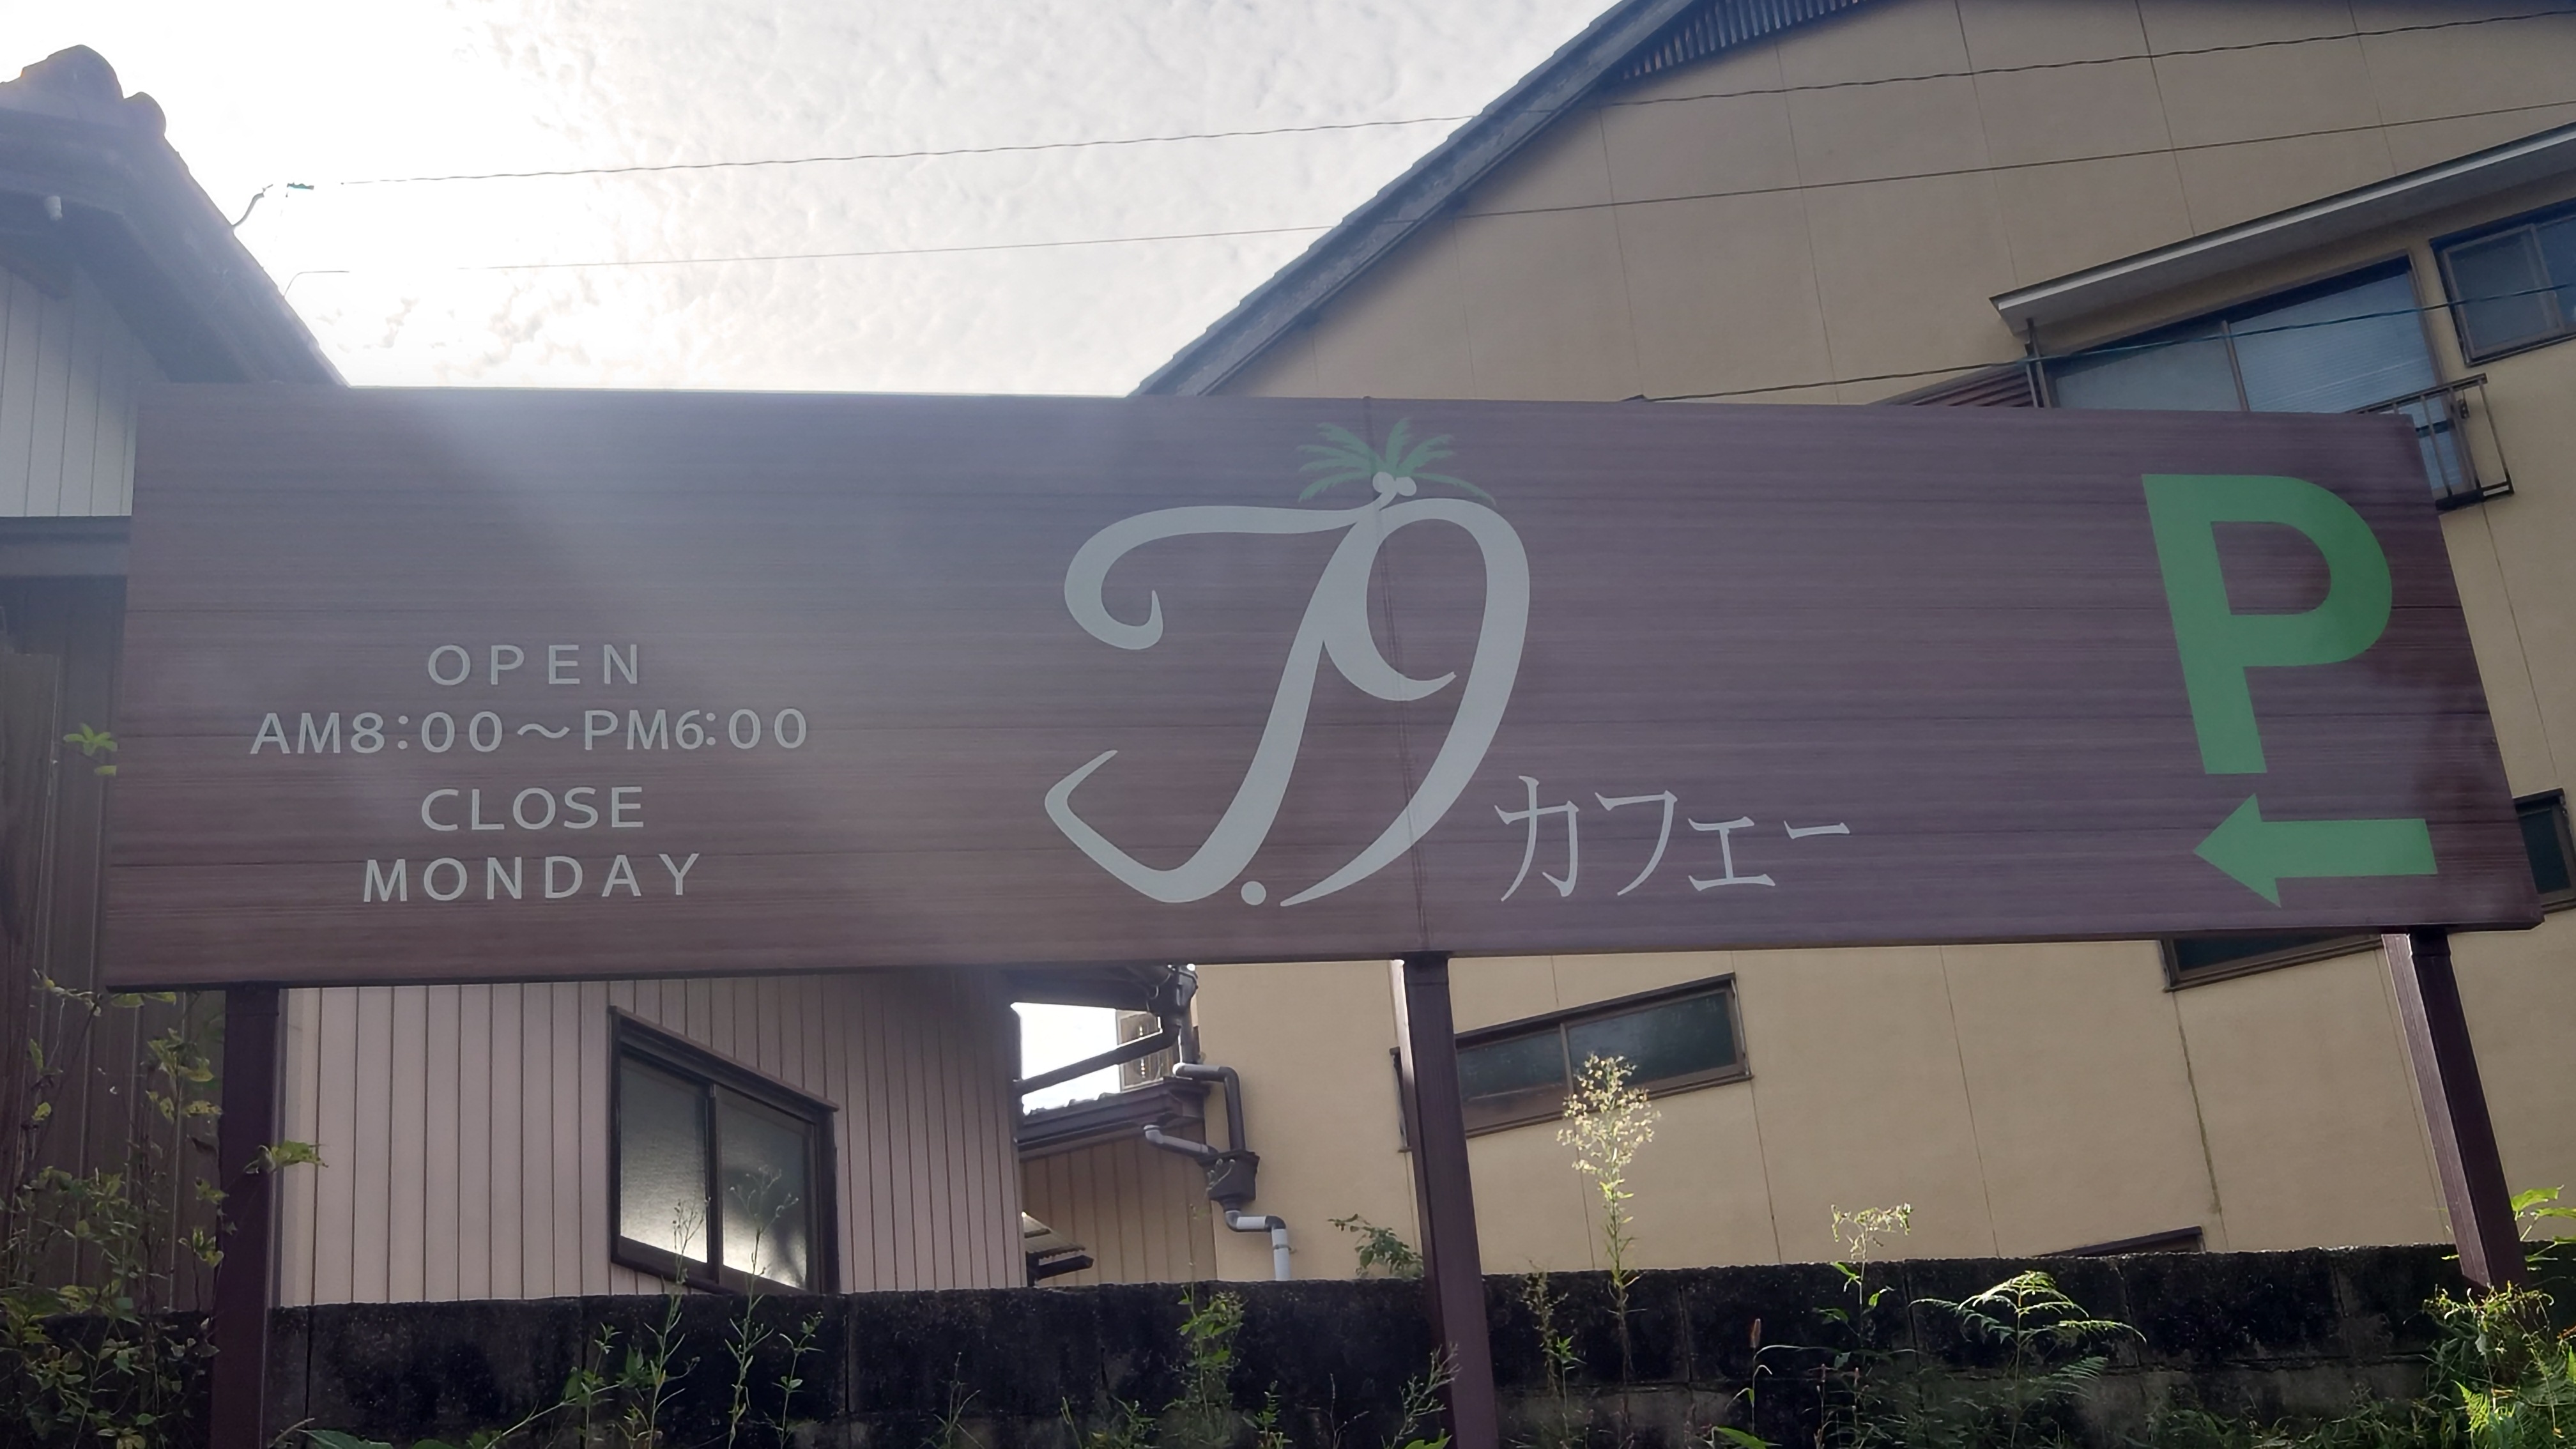 OPEN
AM8:00～PM6:00
CLOSE
MONDAY
カフェー
P